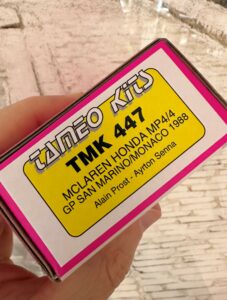 TAMEO KITS
TMK 447
MCLAREN HONDA MP4/4
GP SAN MARINO/MONACO 1988
Alain Prost - Ayrton Senna